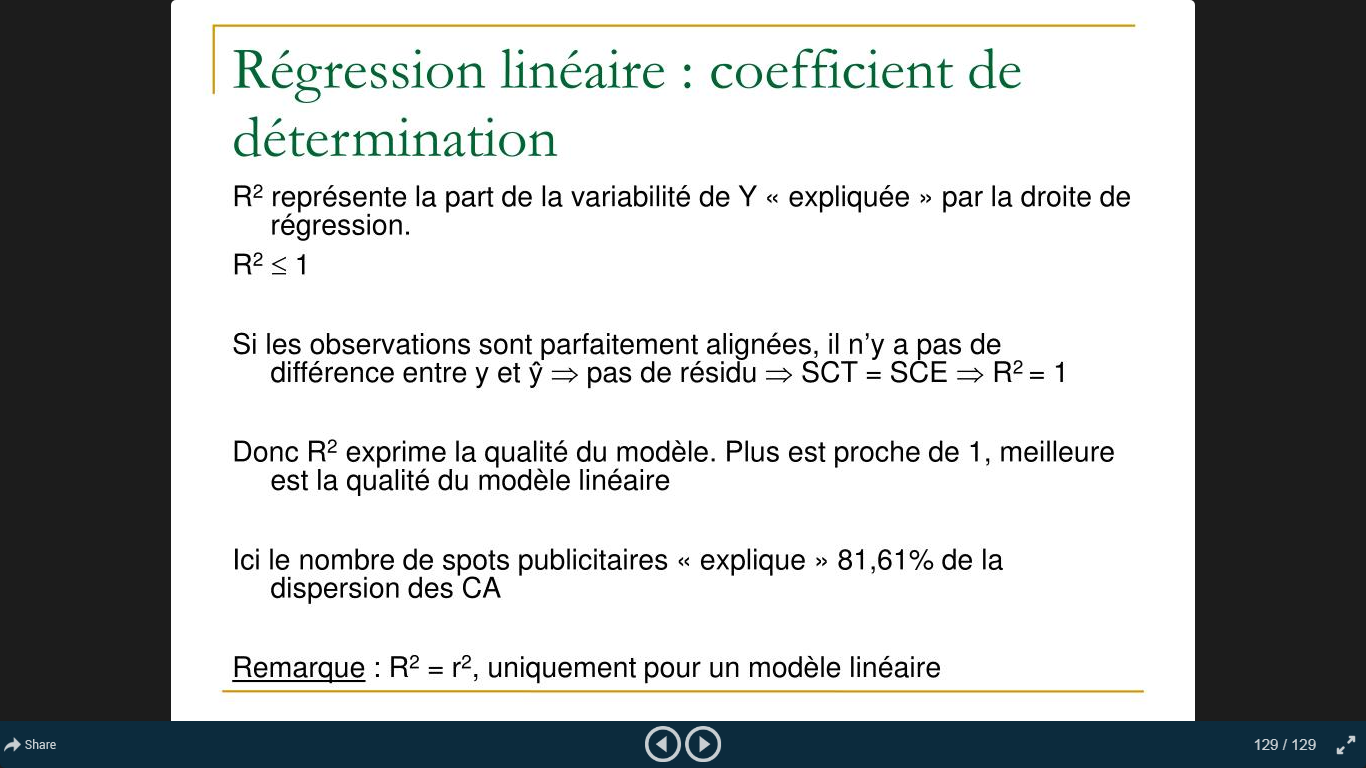 Régression linéaire : coefficient de
détermination
R² représente la part de la variabilité de Y « expliquée » par la droite de
régression.
R² ≤ 1
Si les observations sont parfaitement alignées, il n’y a pas de
différence entre y et ŷ ⇒ pas de résidu ⇒ SCT = SCE ⇒ R² = 1
Donc R² exprime la qualité du modèle. Plus est proche de 1, meilleure
est la qualité du modèle linéaire
Ici le nombre de spots publicitaires « explique » 81,61% de la
dispersion des CA
Remarque : R² = r², uniquement pour un modèle linéaire
Share
129 / 129